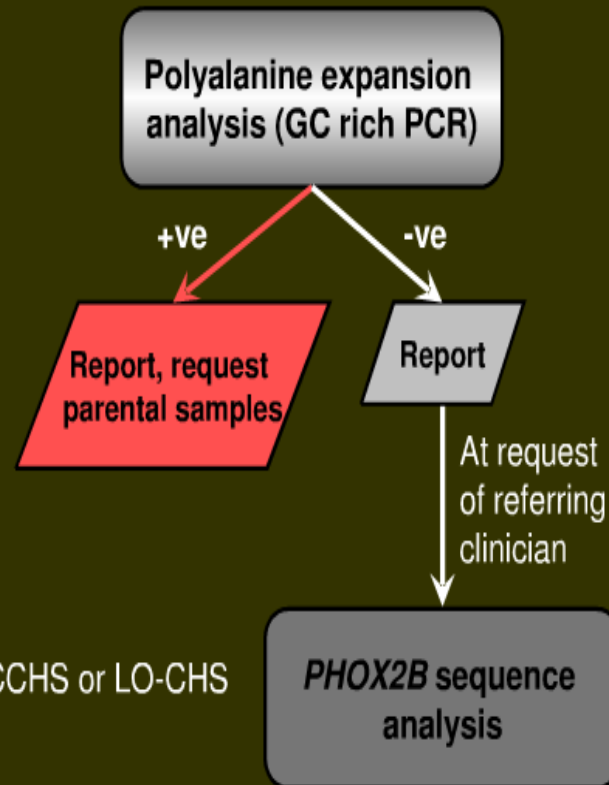 Polyalanine expansion
analysis (GC rich PCR)
+ve
-ve
Report, request
parental samples
Report
At request
of referring
clinician
CCHS or LO-CHS
PHOX2B sequence
analysis